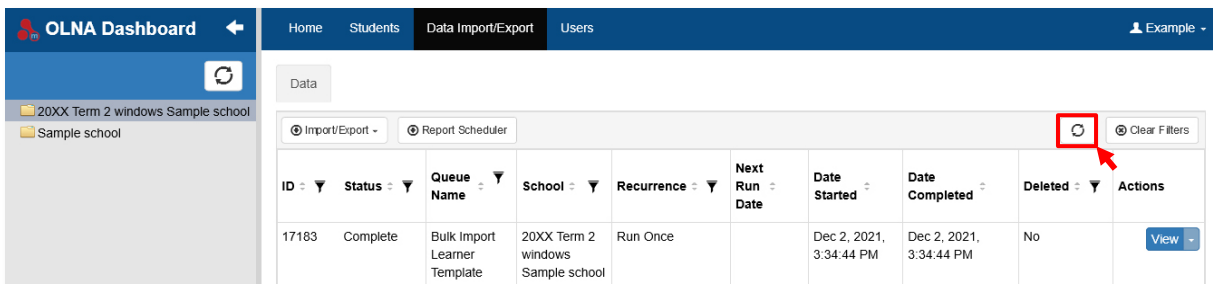 OLNA Dashboard
Home Students Data Import/Export Users Example
Data
20XX Term 2 windows Sample school
Sample school
Import/Export Report Scheduler Clear Filters
ID Status Queue Name School Recurrence Next Run Date Date Started Date Completed Deleted Actions
17183 Complete Bulk Import Learner Template 20XX Term 2 windows Sample school Run Once Dec 2, 2021, 3:34:44 PM Dec 2, 2021, 3:34:44 PM No View